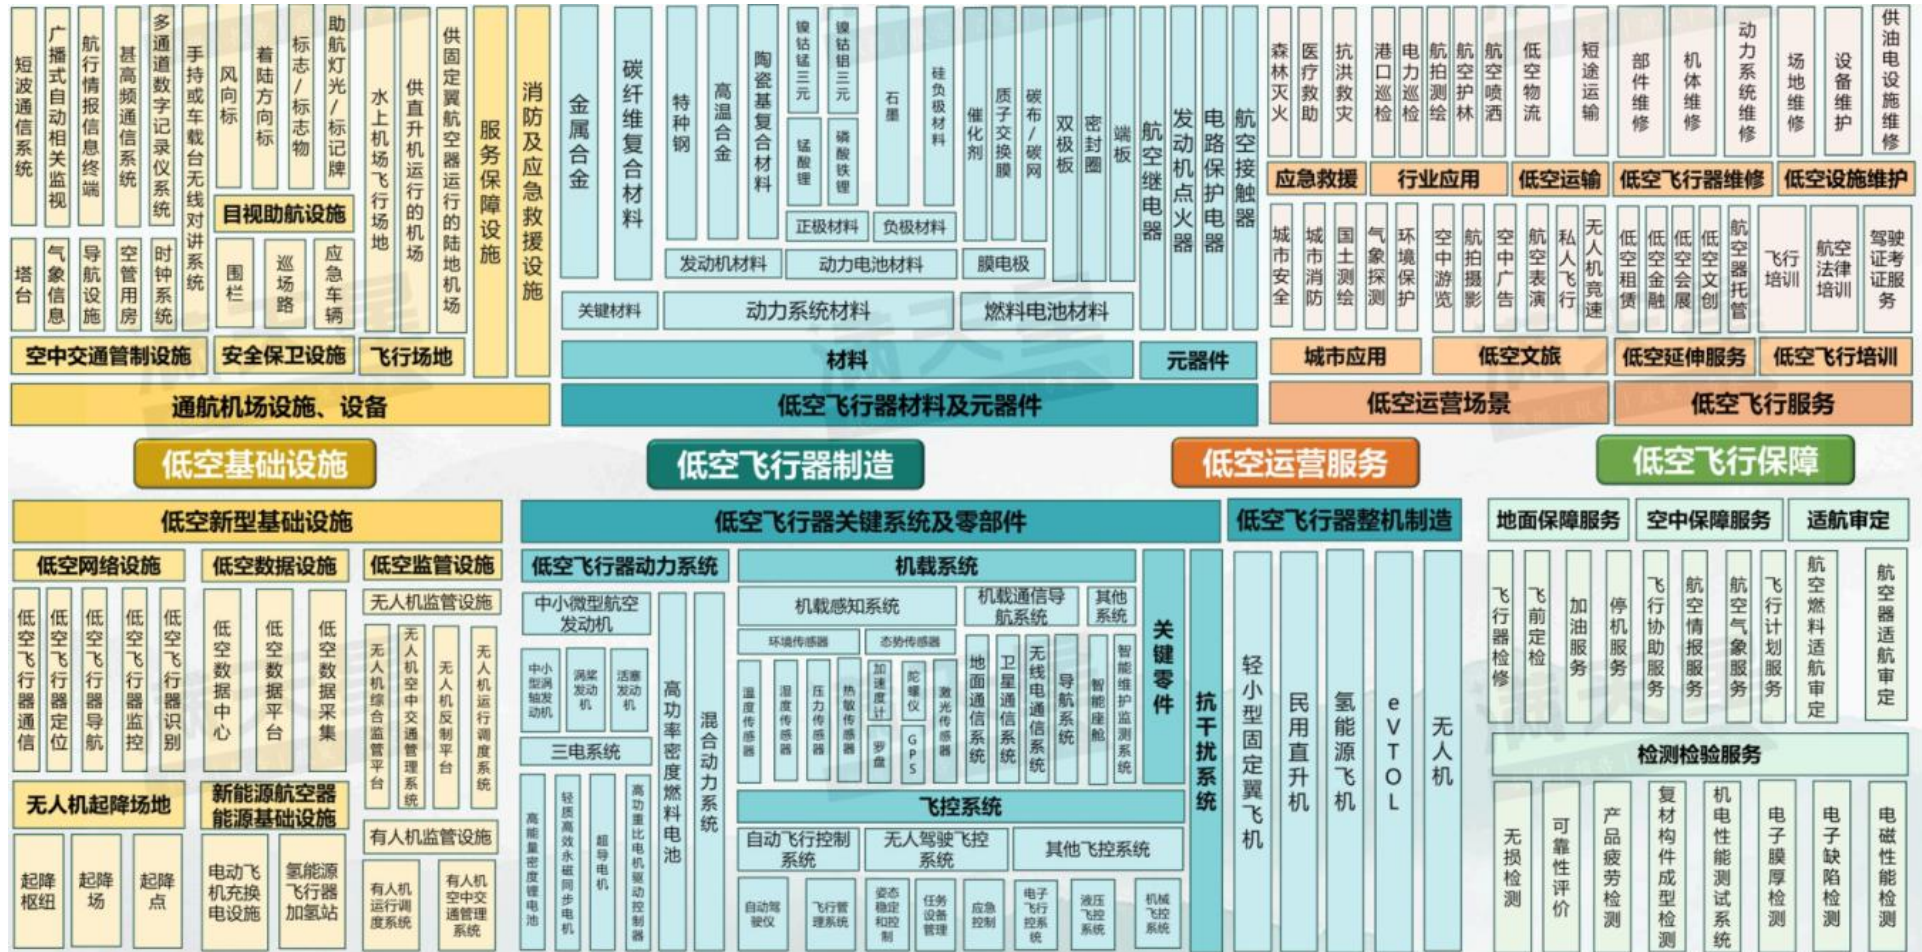 短波通信系统
广播式自动相关监视
航行情报信息终端
甚高频通信系统
多通道数字记录仪系统
手持或车载台无线对讲系统
风向标
着陆方向标
标志/标志物
助航灯光/标记牌
水上机场飞行场地
供直升机运行的机场
供固定翼航空器运行的陆地机场
服务保障设施
消防及应急救援设施
目视助航设施
塔台
气象信息
导航设施
空管用房
时钟系统
围栏
巡场路
应急车辆
空中交通管制设施
安全保卫设施
飞行场地
通航机场设施、设备
金属合金
碳纤维复合材料
特种钢
高温合金
陶瓷基复合材料
镍钴锰三元
镍钴铝三元
锰酸锂
磷酸铁锂
石墨
硅负极材料
催化剂
质子交换膜
碳布/碳网
双极板
密封圈
端板
航空继电器
发动机点火器
电路保护电器
航空接触器
正极材料
负极材料
发动机材料
动力电池材料
膜电极
关键材料
动力系统材料
燃料电池材料
材料
元器件
低空飞行器材料及元器件
森林灭火
医疗救助
抗洪救灾
港口巡检
电力巡检
航拍测绘
航空护林
航空喷洒
低空物流
短途运输
部件维修
机体维修
动力系统维修
场地维修
设备维护
供油电设施维修
应急救援
行业应用
低空运输
低空飞行器维修
低空设施维护
城市安全
城市消防
国土测绘
气象探测
环境保护
空中游览
航拍摄影
空中广告
航空表演
私人飞行
无人机竞速
低空租赁
低空金融
低空会展
低空文创
航空器托管
飞行
培训
航空
法律
培训
驾驶
证考
证服
务
城市应用
低空文旅
低空延伸服务
低空飞行培训
低空运营场景
低空飞行服务
低空基础设施
低空飞行器制造
低空运营服务
低空飞行保障
低空新型基础设施
低空网络设施
低空数据设施
低空监管设施
低空飞行器通信
低空飞行器定位
低空飞行器导航
低空飞行器监控
低空飞行器识别
低空数据中心
低空数据平台
低空数据采集
无人机监管设施
无人机综合监管平台
无人机空中交通管理系统
无人机反制平台
无人机运行调度系统
无人机起降场地
新能源航空器
能源基础设施
有人机监管设施
起降
枢纽
起降
场
起降
点
电动飞
机充换
电设施
氢能源
飞行器
加氢站
有人机
运行调
度系统
有人机
空中交
通管理
系统
低空飞行器关键系统及零部件
低空飞行器整机制造
低空飞行器动力系统
机载系统
关键零件
抗干扰系统
中小微型航空
发动机
中小
型涡
轴发
动机
涡桨
发动
机
活塞
发动
机
三电系统
高能量密度锂电池
轻质高效永磁同步电机
超导电机
高功重比电机驱动控制器
高功率密度燃料电池
混合动力系统
机载感知系统
机载通信导
航系统
其他
系统
环境传感器
态势传感器
温度传感器
湿度传感器
压力传感器
热敏传感器
加速度计
罗盘
陀螺仪
GPS
激光传感器
地面通信系统
卫星通信系统
无线电通信系统
导航系统
智能座舱
智能维护监测系统
飞控系统
自动飞行控制
系统
无人驾驶飞控
系统
其他飞控系统
自动驾
驶仪
飞行管
理系统
姿态
稳定
和控
制
任务
设备
管理
应急
控制
电子
飞行
控系
统
液压
飞控
系统
机械
飞控
系统
轻小型固定翼飞机
民用直升机
氢能源飞机
eVTOL
无人机
地面保障服务
空中保障服务
适航审定
飞行器检修
飞前定检
加油服务
停机服务
飞行协助服务
航空情报服务
航空气象服务
飞行计划服务
航空燃料适航审定
航空器适航审定
检测检验服务
无损检测
可靠性评价
产品疲劳检测
复材构件成型检测
机电性能测试系统
电子膜厚检测
电子缺陷检测
电磁性能检测
满天星